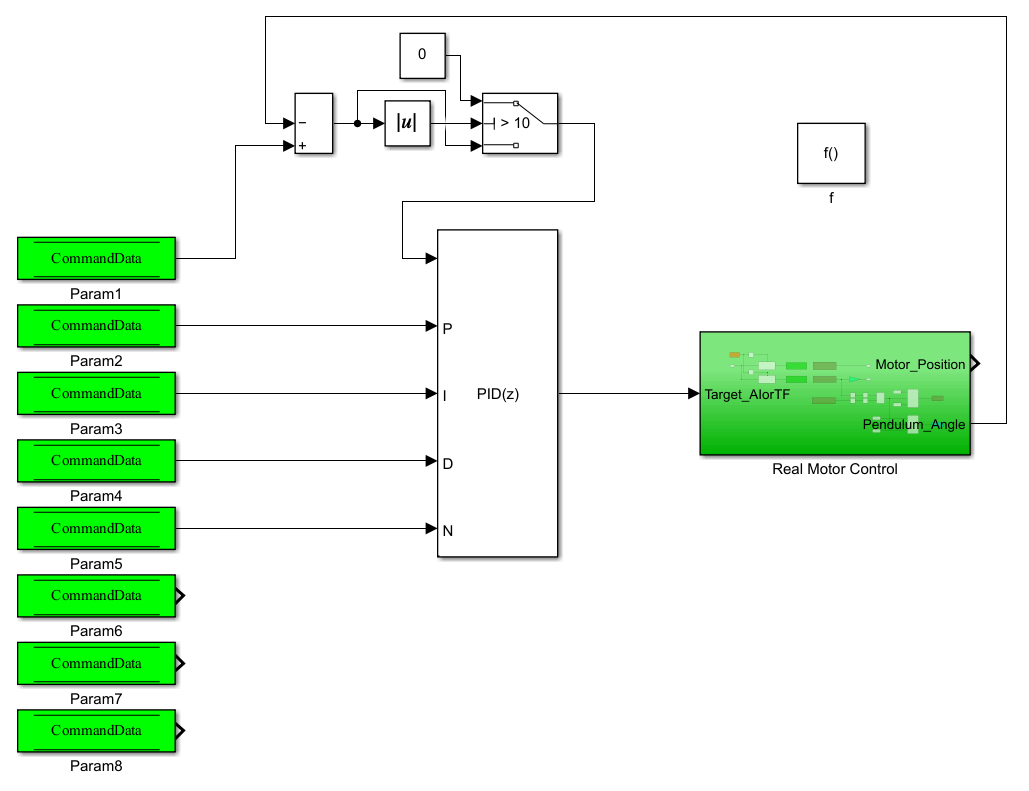 0
−
+
|u|
> 10
f()
f
CommandData
Param1
CommandData
Param2
CommandData
Param3
CommandData
Param4
CommandData
Param5
CommandData
Param6
CommandData
Param7
CommandData
Param8
P
I
D
N
PID(z)
Target_AIorTF
Motor_Position
Pendulum_Angle
Real Motor Control